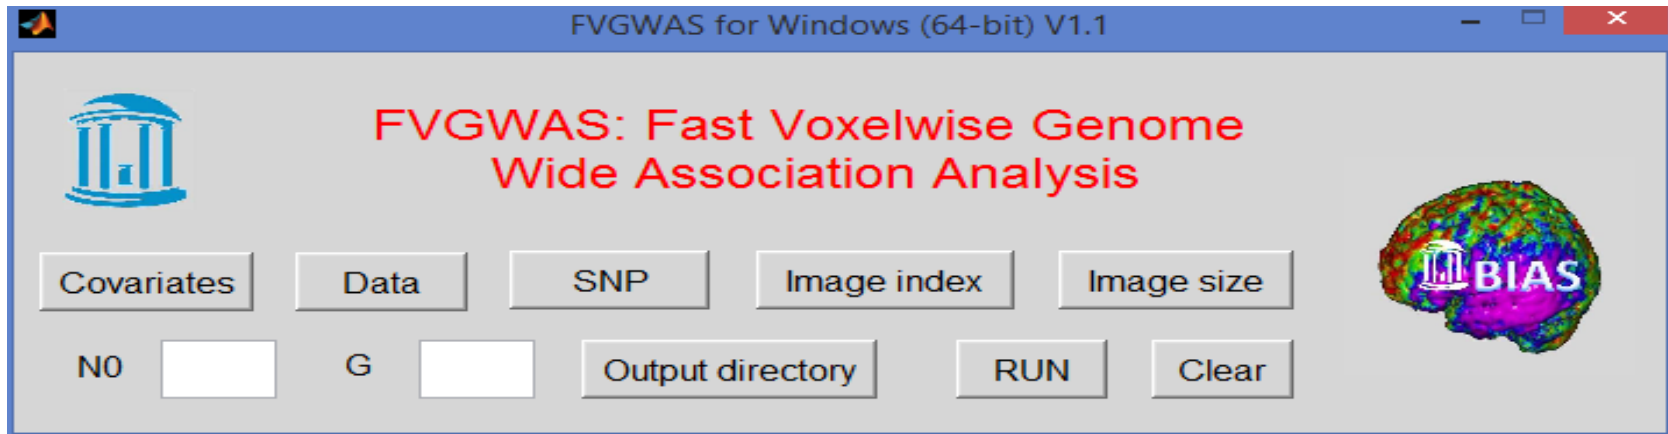 FVGWAS for Windows (64-bit) V1.1
FVGWAS: Fast Voxelwise Genome
Wide Association Analysis
BIAS
Covariates
Data
SNP
Image index
Image size
N0
G
Output directory
RUN
Clear